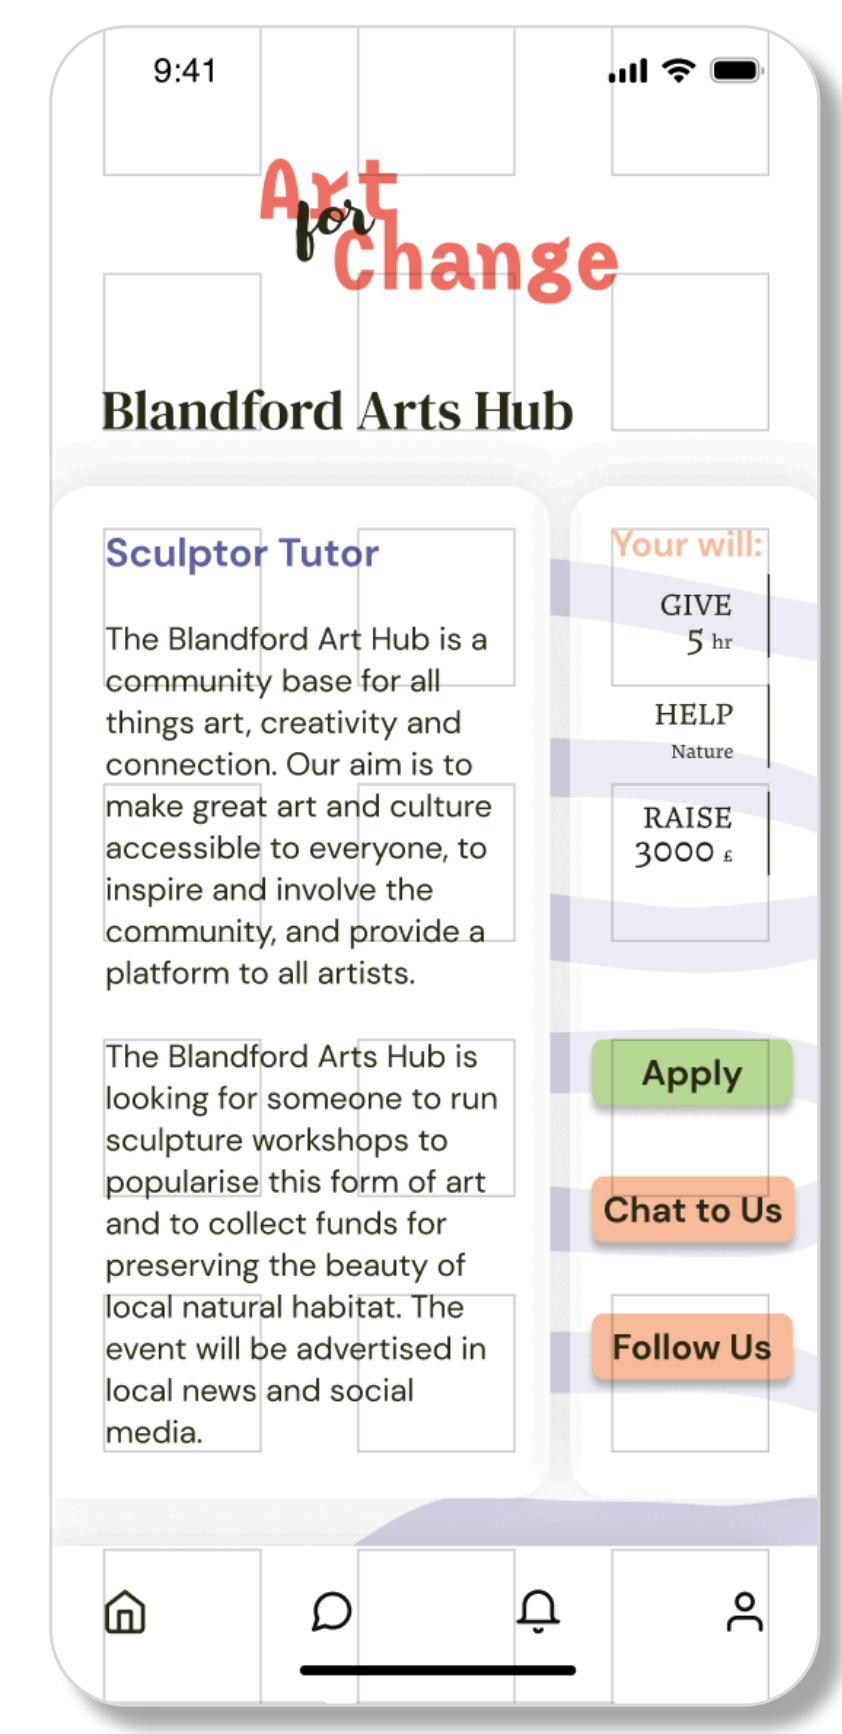 9:41
Art
for
Change
Blandford Arts Hub
Sculptor Tutor
The Blandford Art Hub is a
community base for all
things art, creativity and
connection. Our aim is to
make great art and culture
accessible to everyone, to
inspire and involve the
community, and provide a
platform to all artists.
The Blandford Arts Hub is
looking for someone to run
sculpture workshops to
popularise this form of art
and to collect funds for
preserving the beauty of
local natural habitat. The
event will be advertised in
local news and social
media.
Your will:
GIVE
5 hr
HELP
Nature
RAISE
3000 £
Apply
Chat to Us
Follow Us